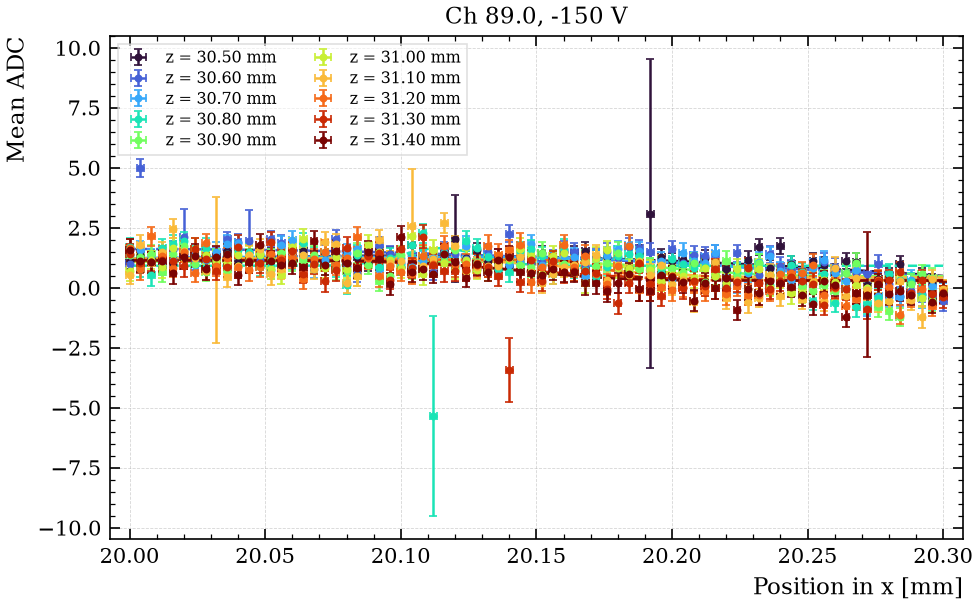 Ch 89.0, -150 V
Mean ADC
10.0
7.5
5.0
2.5
0.0
−2.5
−5.0
−7.5
−10.0
z = 30.50 mm
z = 30.60 mm
z = 30.70 mm
z = 30.80 mm
z = 30.90 mm
z = 31.00 mm
z = 31.10 mm
z = 31.20 mm
z = 31.30 mm
z = 31.40 mm
20.00 20.05 20.10 20.15 20.20 20.25 20.30
Position in x [mm]